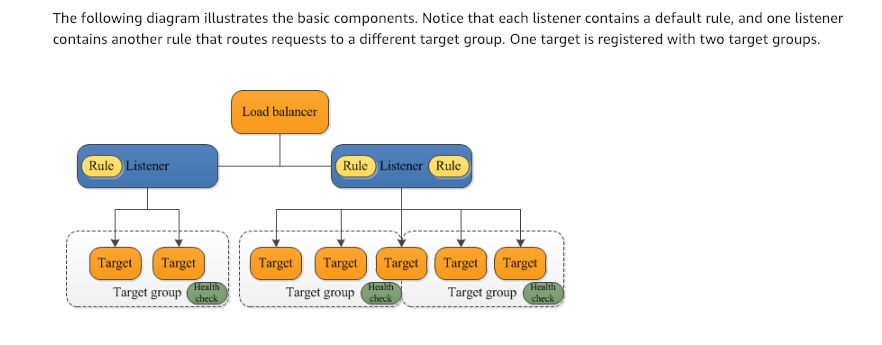 The following diagram illustrates the basic components. Notice that each listener contains a default rule, and one listener
contains another rule that routes requests to a different target group. One target is registered with two target groups.
Load balancer
Rule Listener
Rule Listener Rule
Target Target Target Target Target Target Target
Target group Health check
Target group Health check
Target group Health check